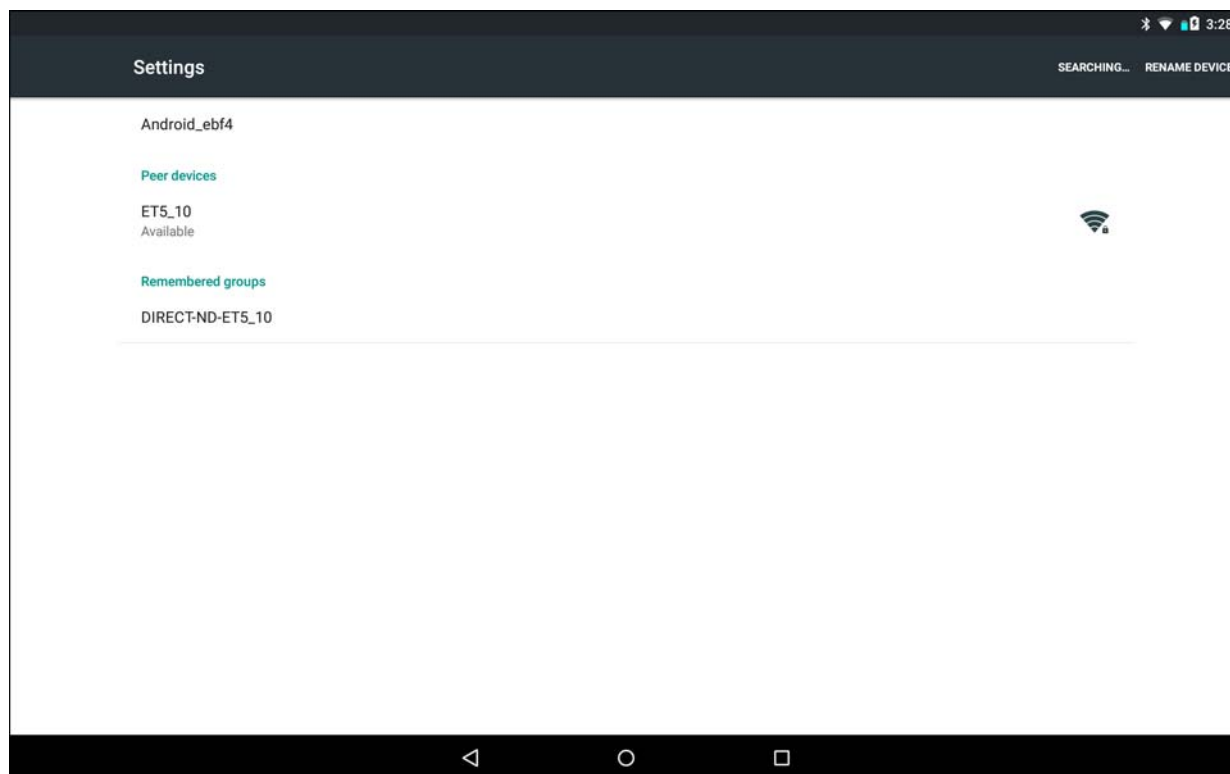 3:28
Settings
SEARCHING... RENAME DEVICE
Android_ebf4
Peer devices
ET5_10
Available
Remembered groups
DIRECT-ND-ET5_10